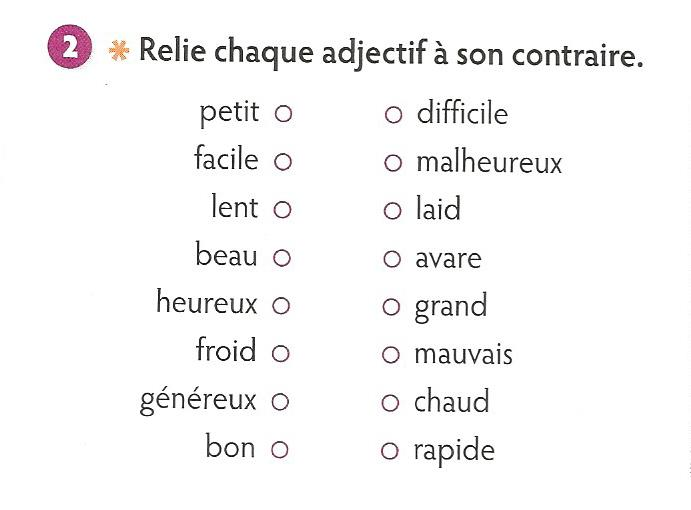 2 * Relie chaque adjectif à son contraire.
petit O O difficile
facile O O malheureux
lent O O laid
beau O O avare
heureux O O grand
froid O O mauvais
généreux O O chaud
bon O O rapide